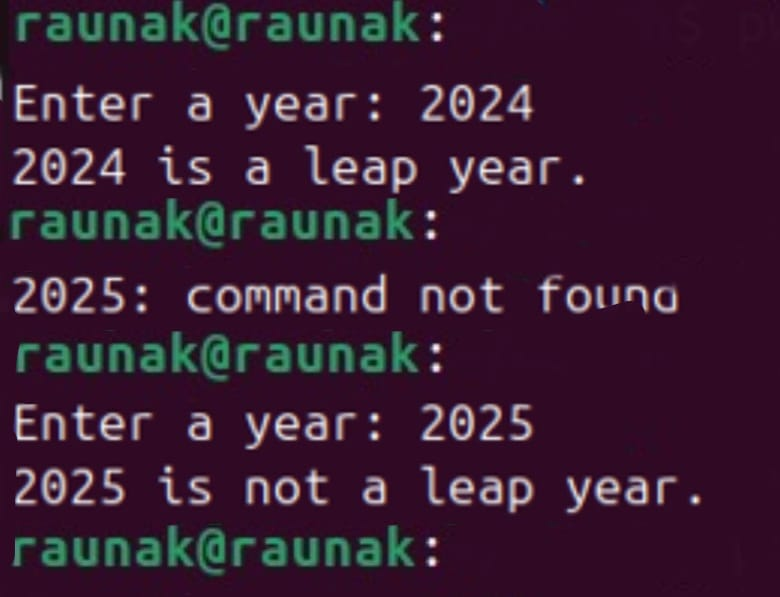 raunak@raunak:
Enter a year: 2024
2024 is a leap year.
raunak@raunak:
2025: command not found
raunak@raunak:
Enter a year: 2025
2025 is not a leap year.
raunak@raunak: